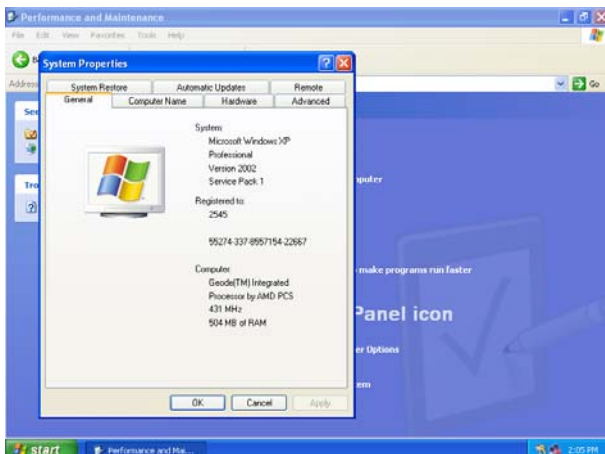 Performance and Maintenance
File Edit View Favorites Tools Help
Address
Go
System Properties
System Restore Automatic Updates Remote
General Computer Name Hardware Advanced
System:
Microsoft Windows XP
Professional
Version 2002
Service Pack 1
Registered to:
2545
55274-337-8557154-22667
Computer:
Geode(TM) Integrated
Processor by AMD PCS
431 MHz
504 MB of RAM
OK Cancel Apply
make programs run faster
Panel icon
er Options
start
Performance and Mai...
2:05 PM